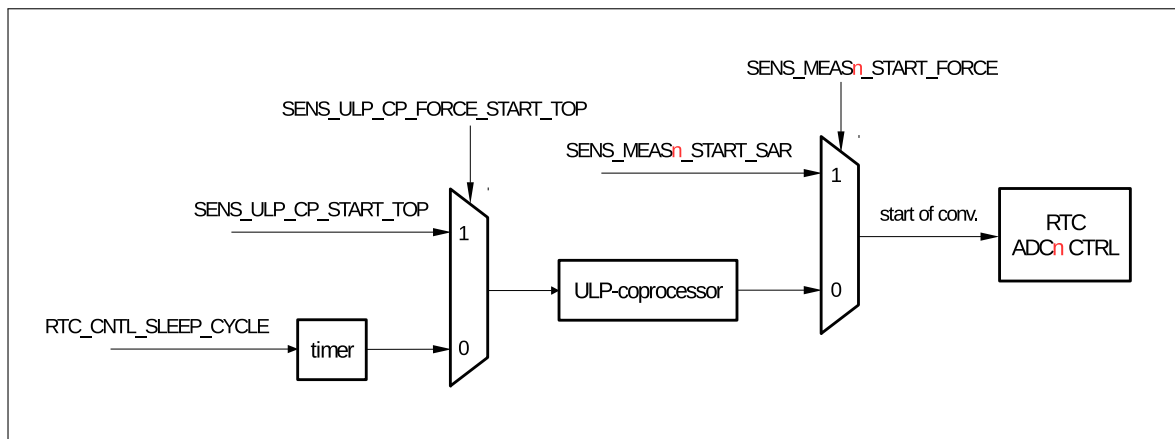 SENS_MEASn_START_FORCE
SENS_ULP_CP_FORCE_START_TOP
SENS_MEASn_START_SAR
1
SENS_ULP_CP_START_TOP
1
start of conv.
RTC
ADCn CTRL
ULP-coprocessor
0
RTC_CNTL_SLEEP_CYCLE
timer
0